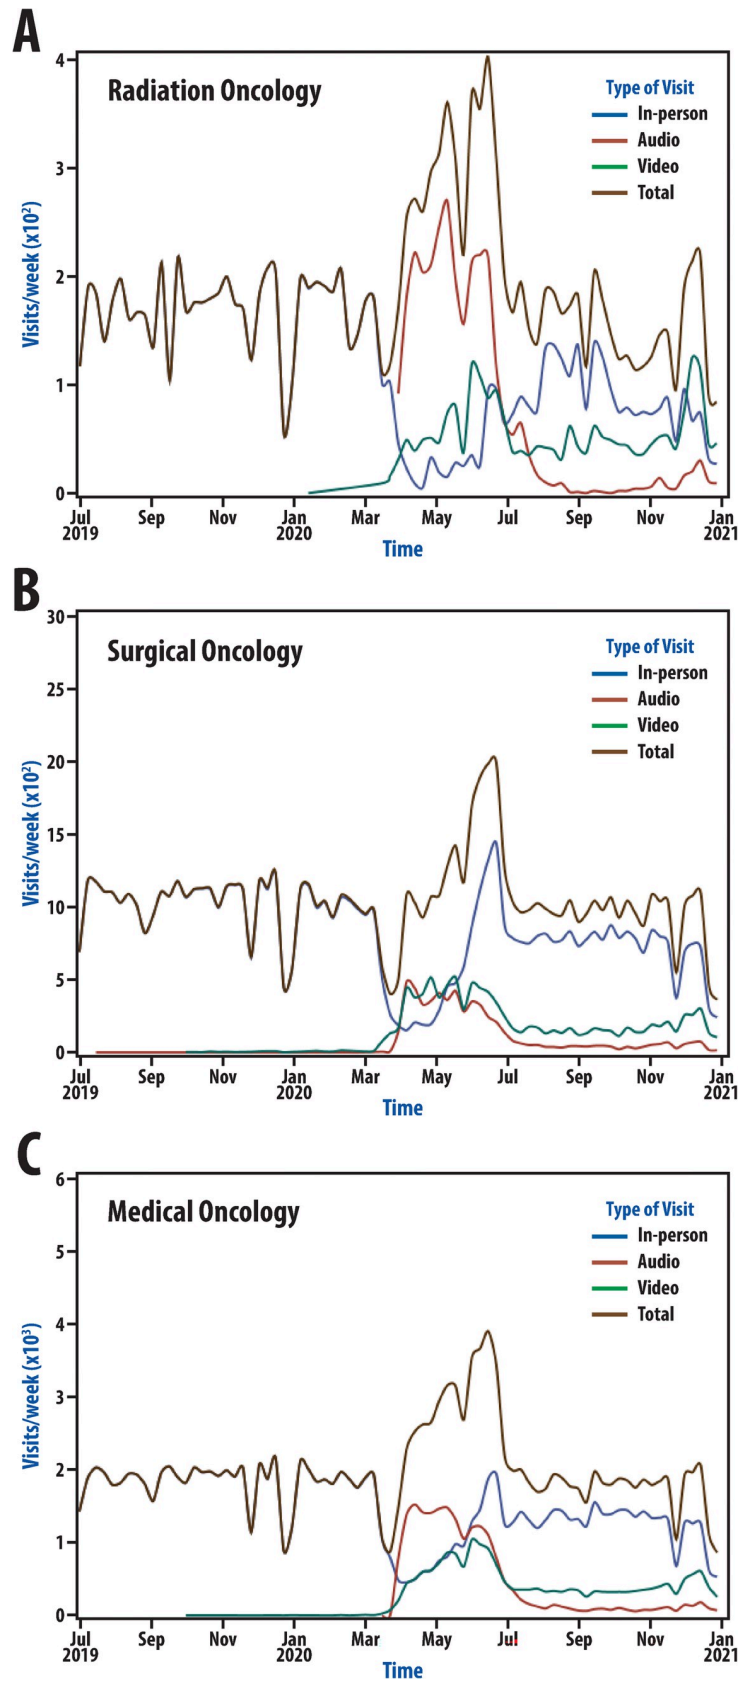 A
Radiation Oncology
Type of Visit
In-person
Audio
Video
Total
Visits/week (x10²)
4
3
2
1
0
Jul Sep Nov Jan Mar May Jul Sep Nov Jan
2019 2020 2021
Time
B
Surgical Oncology
Type of Visit
In-person
Audio
Video
Total
Visits/week (x10²)
30
25
20
15
10
5
0
Jul Sep Nov Jan Mar May Jul Sep Nov Jan
2019 2020 2021
Time
C
Medical Oncology
Type of Visit
In-person
Audio
Video
Total
Visits/week (x10³)
6
5
4
3
2
1
0
Jul Sep Nov Jan Mar May Jul Sep Nov Jan
2019 2020 2021
Time